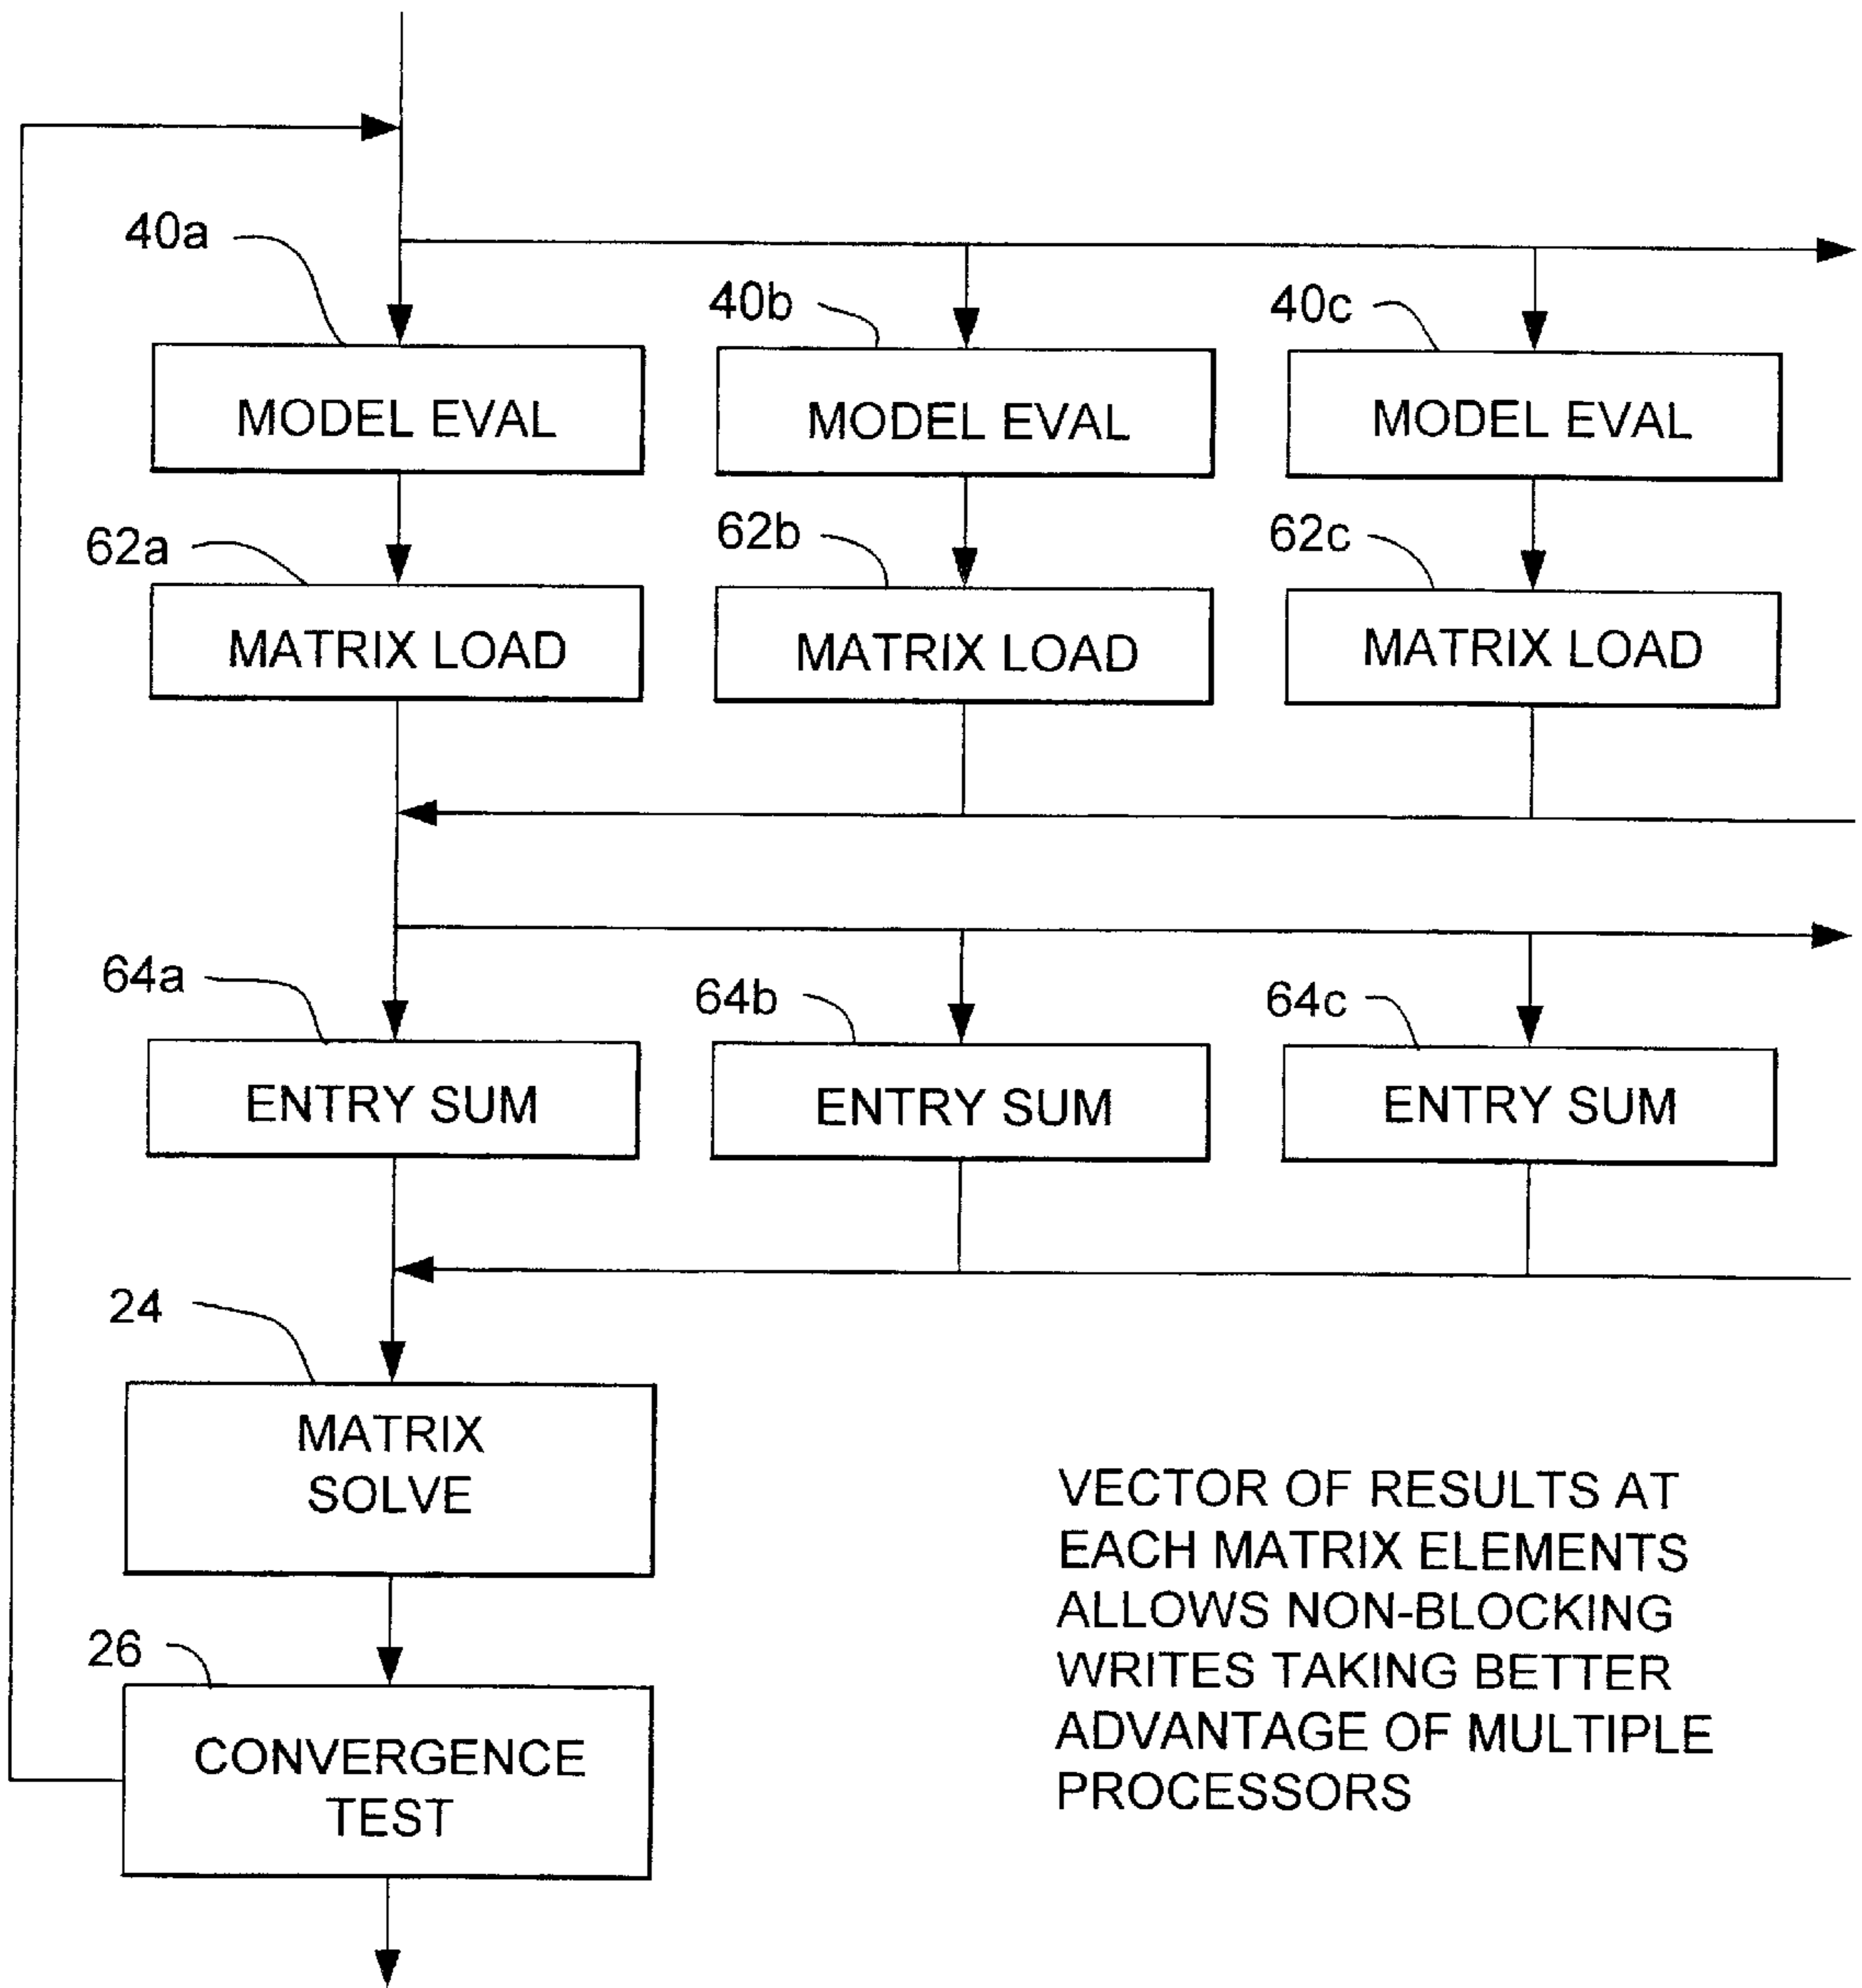 40a
40b
40c
MODEL EVAL
MODEL EVAL
MODEL EVAL
62a
62b
62c
MATRIX LOAD
MATRIX LOAD
MATRIX LOAD
64a
64b
64c
ENTRY SUM
ENTRY SUM
ENTRY SUM
24
MATRIX
SOLVE
26
CONVERGENCE
TEST
VECTOR OF RESULTS AT
EACH MATRIX ELEMENTS
ALLOWS NON-BLOCKING
WRITES TAKING BETTER
ADVANTAGE OF MULTIPLE
PROCESSORS